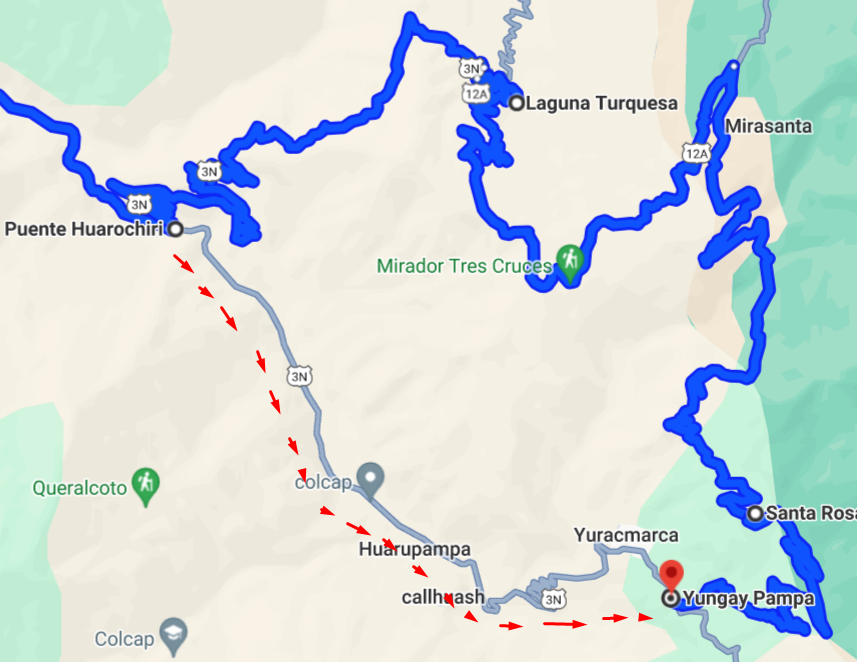 3N
12A
Laguna Turquesa
Mirasanta
12A
3N
3N
Puente Huarochiri
Mirador Tres Cruces
3N
colcap
Queralcoto
Santa Rosa
Yuracmarca
Huarupampa
callhuash
3N
Yungay Pampa
Colcap